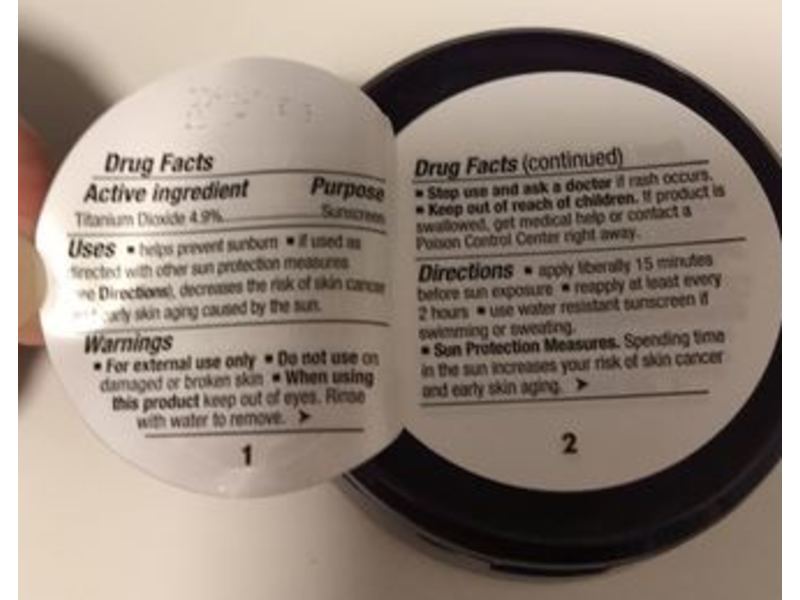 Drug Facts
Active ingredient Purpose
Titanium Dioxide 4.9% Sunscreen
Uses ▪ helps prevent sunburn ▪ if used as
directed with other sun protection measures
Directions), decreases the risk of skin cancer
early skin aging caused by the sun.
Warnings
▪ For external use only ▪ Do not use on
damaged or broken skin ▪ When using
this product keep out of eyes. Rinse
with water to remove. ➤
1
Drug Facts (continued)
▪ Stop use and ask a doctor if rash occurs.
▪ Keep out of reach of children. If product is
swallowed, get medical help or contact a
Poison Control Center right away.
Directions ▪ apply liberally 15 minutes
before sun exposure ▪ reapply at least every
2 hours ▪ use water resistant sunscreen if
swimming or sweating.
▪ Sun Protection Measures. Spending time
in the sun increases your risk of skin cancer
and early skin aging. ➤
2